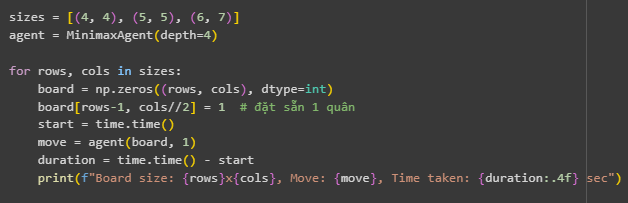 sizes = [(4, 4), (5, 5), (6, 7)]
agent = MinimaxAgent(depth=4)

for rows, cols in sizes:
    board = np.zeros((rows, cols), dtype=int)
    board[rows-1, cols//2] = 1  # đặt sẵn 1 quân
    start = time.time()
    move = agent(board, 1)
    duration = time.time() - start
    print(f"Board size: {rows}x{cols}, Move: {move}, Time taken: {duration:.4f} sec")